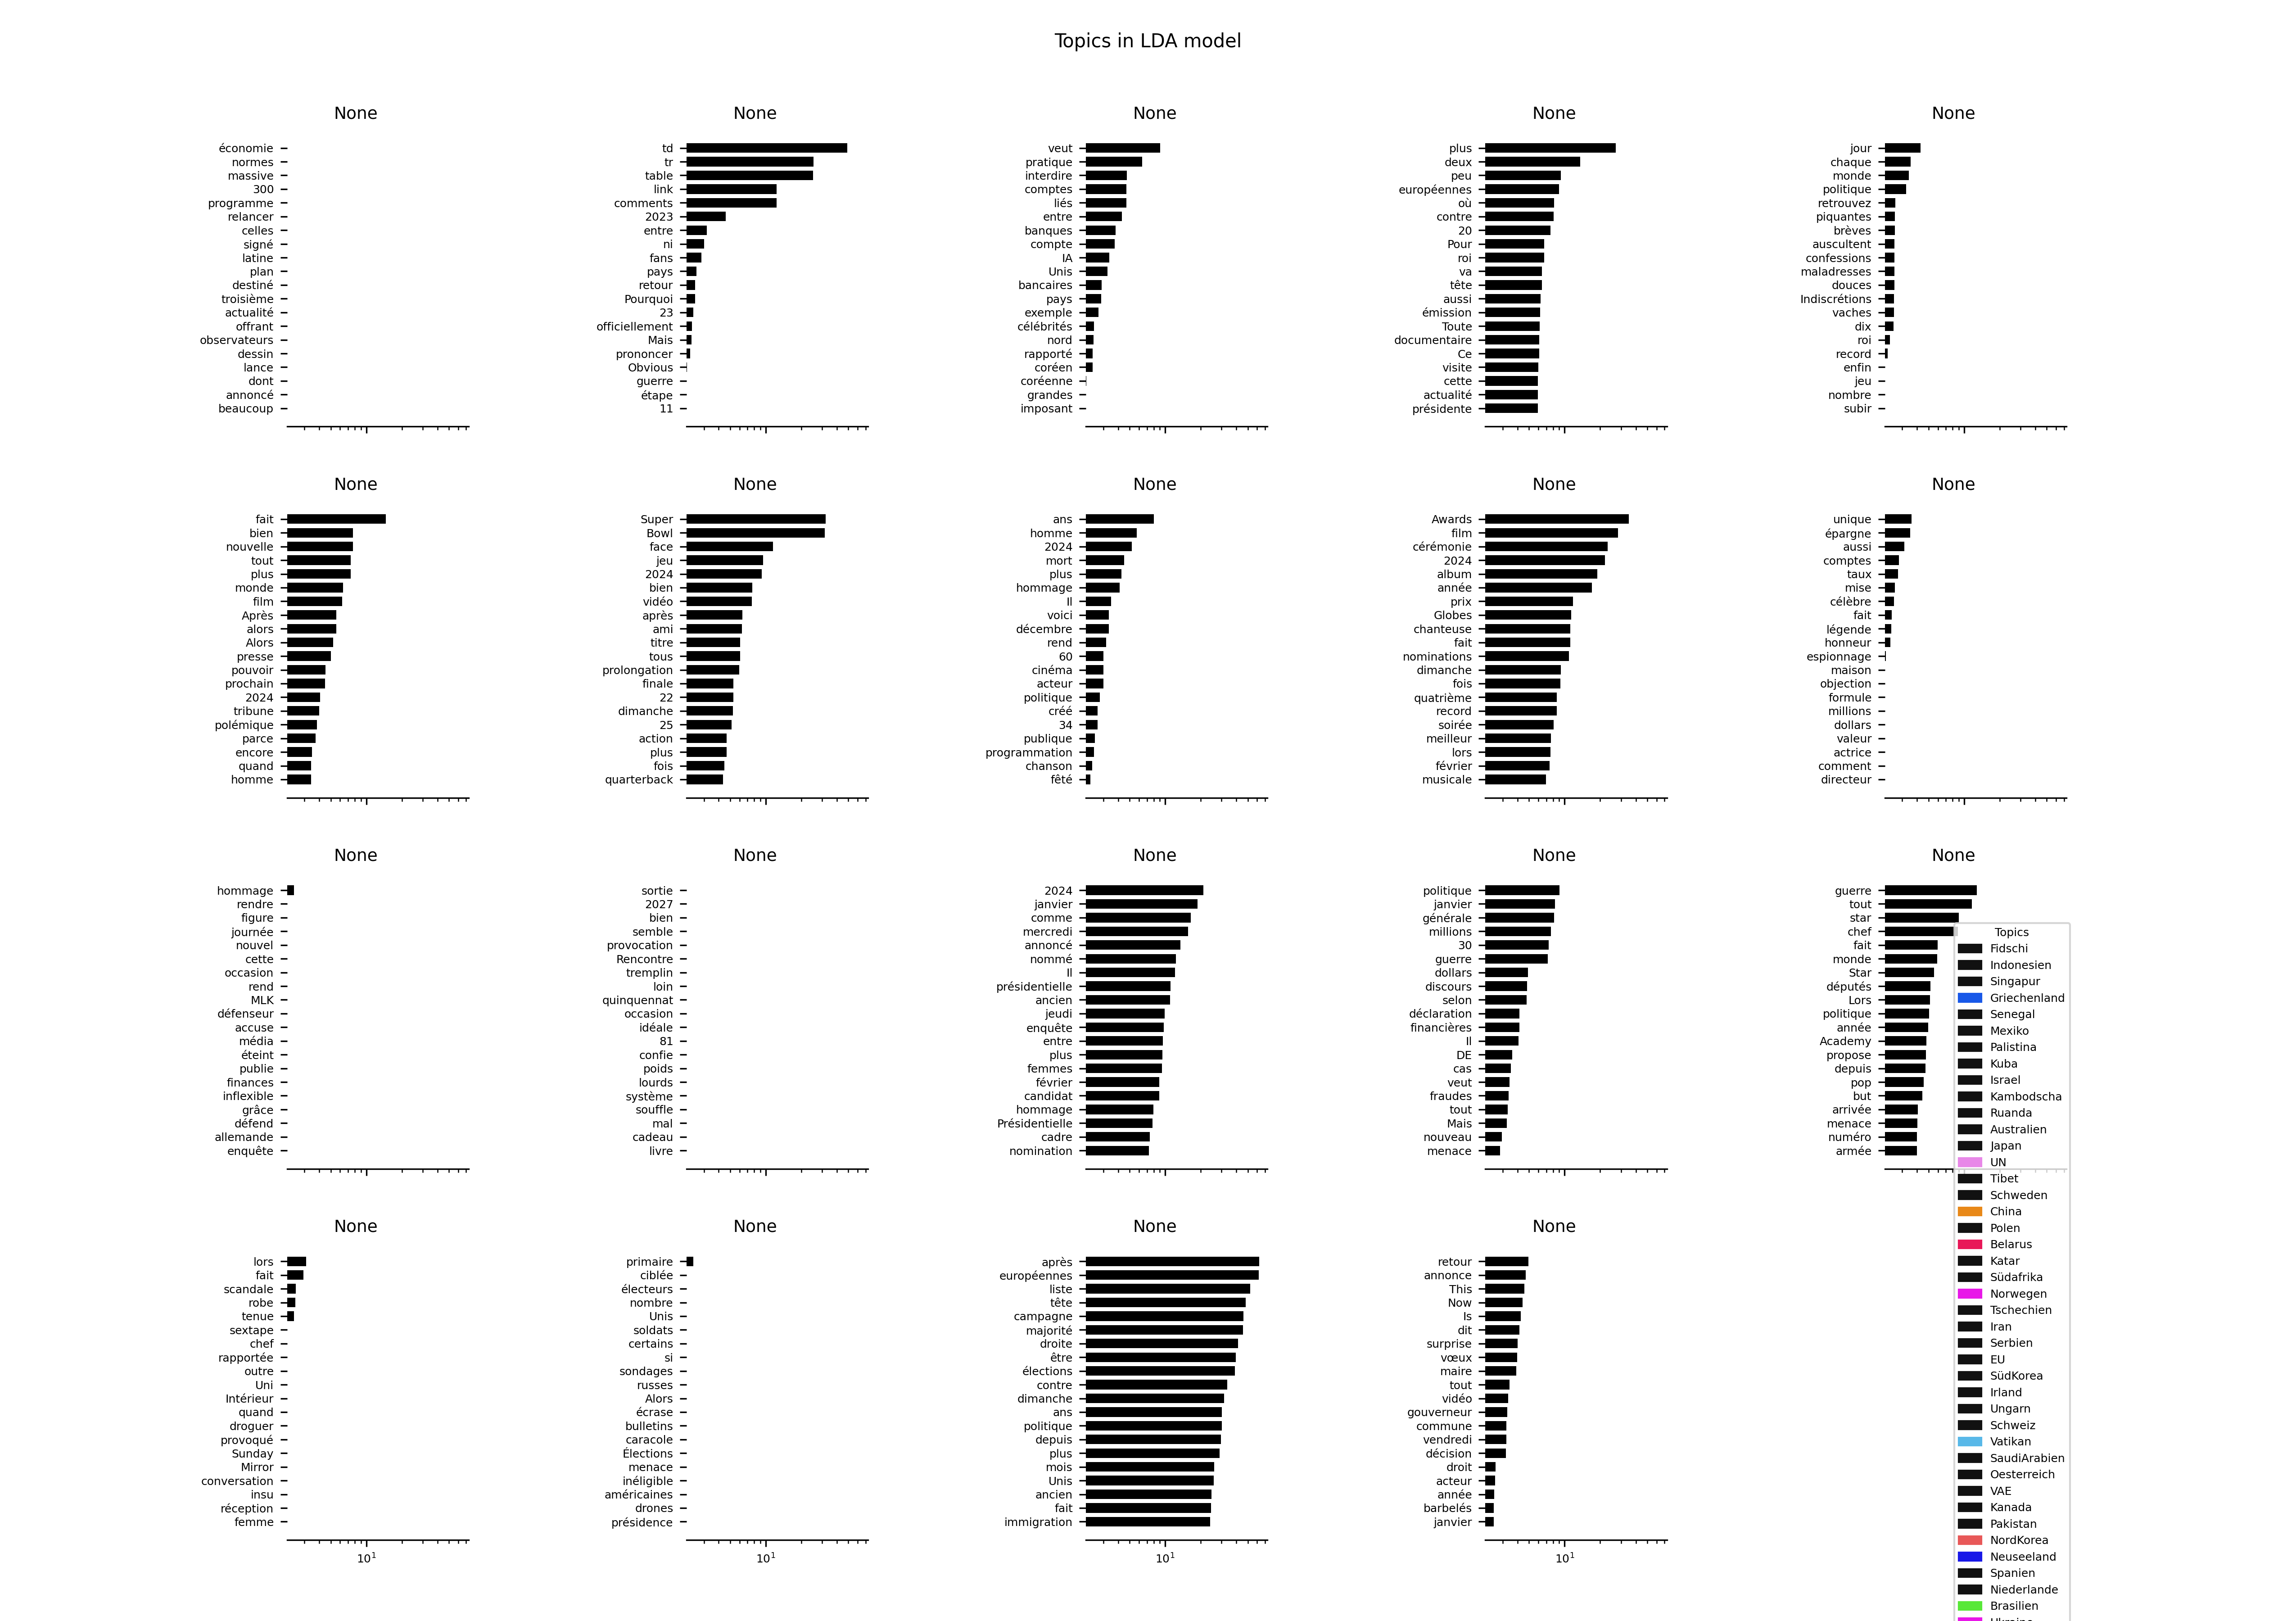 Topics in LDA model
None
économie
normes
massive
300
programme
relancer
celles
signé
latine
plan
destiné
troisième
actualité
offrant
observateurs
dessin
lance
dont
annoncé
beaucoup
None
td
tr
table
link
comments
2023
entre
ni
fans
pays
retour
Pourquoi
23
officiellement
Mais
prononcer
Obvious
guerre
étape
11
None
veut
pratique
interdire
comptes
liés
entre
banques
compte
IA
Unis
bancaires
pays
exemple
célébrités
nord
rapporté
coréen
coréenne
grandes
imposant
None
plus
deux
peu
européennes
où
contre
20
Pour
roi
va
tête
aussi
émission
Toute
documentaire
Ce
visite
cette
actualité
présidente
None
jour
chaque
monde
politique
retrouvez
piquantes
brèves
auscultent
confessions
maladresses
douces
Indiscrétions
vaches
dix
roi
record
enfin
jeu
nombre
subir
None
fait
bien
nouvelle
tout
plus
monde
film
Après
alors
Alors
presse
pouvoir
prochain
2024
tribune
polémique
parce
encore
quand
homme
None
Super
Bowl
face
jeu
2024
bien
vidéo
après
ami
titre
tous
prolongation
finale
22
dimanche
25
action
plus
fois
quarterback
None
ans
homme
2024
mort
plus
hommage
Il
voici
décembre
rend
60
cinéma
acteur
politique
créé
34
publique
programmation
chanson
fêté
None
Awards
film
cérémonie
2024
album
année
prix
Globes
chanteuse
fait
nominations
dimanche
fois
quatrième
record
soirée
meilleur
lors
février
musicale
None
unique
épargne
aussi
comptes
taux
mise
célèbre
fait
légende
honneur
espionnage
maison
objection
formule
millions
dollars
valeur
actrice
comment
directeur
None
hommage
rendre
figure
journée
nouvel
cette
occasion
rend
MLK
défenseur
accuse
média
éteint
publie
finances
inflexible
grâce
défend
allemande
enquête
None
sortie
2027
bien
semble
provocation
Rencontre
tremplin
loin
quinquennat
occasion
idéale
81
confie
poids
lourds
système
souffle
mal
cadeau
livre
None
2024
janvier
comme
mercredi
annoncé
nommé
Il
présidentielle
ancien
jeudi
enquête
entre
plus
femmes
février
candidat
hommage
Présidentielle
cadre
nomination
None
politique
janvier
générale
millions
30
guerre
dollars
discours
selon
déclaration
financières
Il
DE
cas
veut
fraudes
tout
Mais
nouveau
menace
None
guerre
tout
star
chef
fait
monde
Star
députés
Lors
politique
année
Academy
propose
depuis
pop
but
arrivée
menace
numéro
armée
None
lors
fait
scandale
robe
tenue
sextape
chef
rapportée
outre
Uni
Intérieur
quand
droguer
provoqué
Sunday
Mirror
conversation
insu
réception
femme
10¹
None
primaire
ciblée
électeurs
nombre
Unis
soldats
certains
si
sondages
russes
Alors
écrase
bulletins
caracole
Élections
menace
inéligible
américaines
drones
présidence
10¹
None
après
européennes
liste
tête
campagne
majorité
droite
être
élections
contre
dimanche
ans
politique
depuis
plus
mois
Unis
ancien
fait
immigration
10¹
None
retour
annonce
This
Now
Is
dit
surprise
vœux
maire
tout
vidéo
gouverneur
commune
vendredi
décision
droit
acteur
année
barbelés
janvier
10¹
Topics
Fidschi
Indonesien
Singapur
Griechenland
Senegal
Mexiko
Palistina
Kuba
Israel
Kambodscha
Ruanda
Australien
Japan
UN
Tibet
Schweden
China
Polen
Belarus
Katar
Südafrika
Norwegen
Tschechien
Iran
Serbien
EU
SüdKorea
Irland
Ungarn
Schweiz
Vatikan
SaudiArabien
Oesterreich
VAE
Kanada
Pakistan
NordKorea
Neuseeland
Spanien
Niederlande
Brasilien